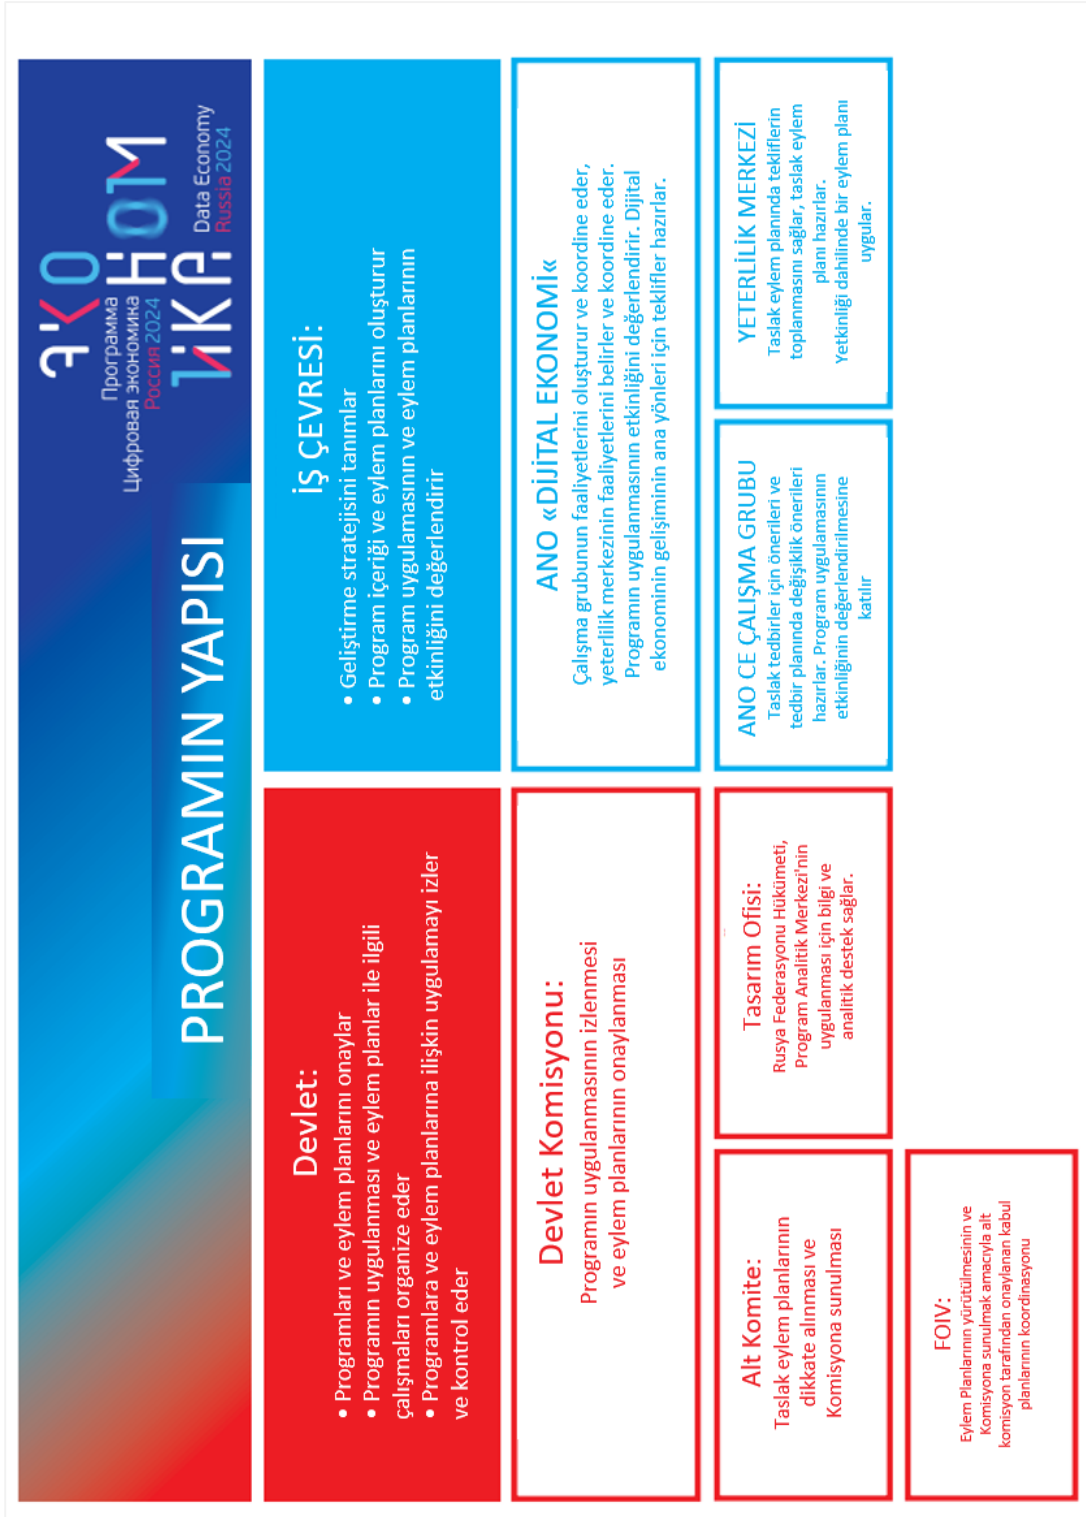 PROGRAMIN YAPISI
Программа
Цифровая экономика
Россия 2024
ЭКО
НОМ
ИКА
Data Economy
Russia 2024
Devlet:
• Programları ve eylem planlarını onaylar
• Programın uygulanması ve eylem planlar ile ilgili
çalışmaları organize eder
• Programlara ve eylem planlarına ilişkin uygulamayı izler
ve kontrol eder
İŞ ÇEVRESİ:
• Geliştirme stratejisini tanımlar
• Program içeriği ve eylem planlarını oluşturur
• Program uygulamasının ve eylem planlarının
etkinliğini değerlendirir
Devlet Komisyonu:
Programın uygulanmasının izlenmesi
ve eylem planlarının onaylanması
ANO «DİJİTAL EKONOMİ«
Çalışma grubunun faaliyetlerini oluşturur ve koordine eder,
yeterlilik merkezinin faaliyetlerini belirler ve koordine eder.
Programın uygulanmasının etkinliğini değerlendirir. Dijital
ekonominin gelişiminin ana yönleri için teklifler hazırlar.
Alt Komite:
Taslak eylem planlarının
dikkate alınması ve
Komisyona sunulması
Tasarım Ofisi:
Rusya Federasyonu Hükümeti,
Program Analitik Merkezi'nin
uygulanması için bilgi ve
analitik destek sağlar.
ANO CE ÇALIŞMA GRUBU
Taslak tedbirler için önerileri ve
tedbir planında değişiklik önerileri
hazırlar. Program uygulamasının
etkinliğinin değerlendirilmesine
katılır
YETERLİLİK MERKEZİ
Taslak eylem planında tekliflerin
toplanmasını sağlar, taslak eylem
planı hazırlar.
Yetkinliği dahilinde bir eylem planı
uygular.
FOIV:
Eylem Planlarının yürütülmesinin ve
Komisyona sunulmak amacıyla alt
komisyon tarafından onaylanan kabul
planlarının koordinasyonu